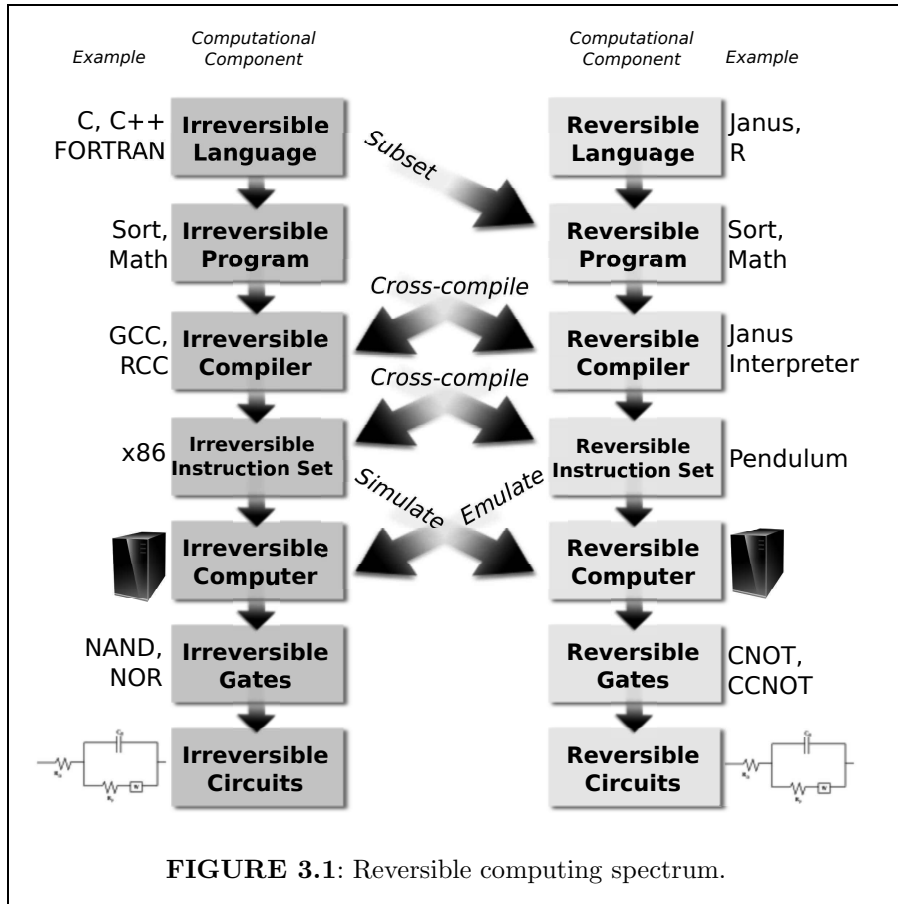 Example
Computational
Component
Computational
Component
Example
C, C++
FORTRAN
Irreversible
Language
Subset
Reversible
Language
Janus,
R
Sort,
Math
Irreversible
Program
Reversible
Program
Sort,
Math
Cross-compile
GCC,
RCC
Irreversible
Compiler
Reversible
Compiler
Janus
Interpreter
Cross-compile
x86
Irreversible
Instruction Set
Reversible
Instruction Set
Pendulum
Simulate
Emulate
Irreversible
Computer
Reversible
Computer
NAND,
NOR
Irreversible
Gates
Reversible
Gates
CNOT,
CCNOT
Irreversible
Circuits
Reversible
Circuits
FIGURE 3.1: Reversible computing spectrum.